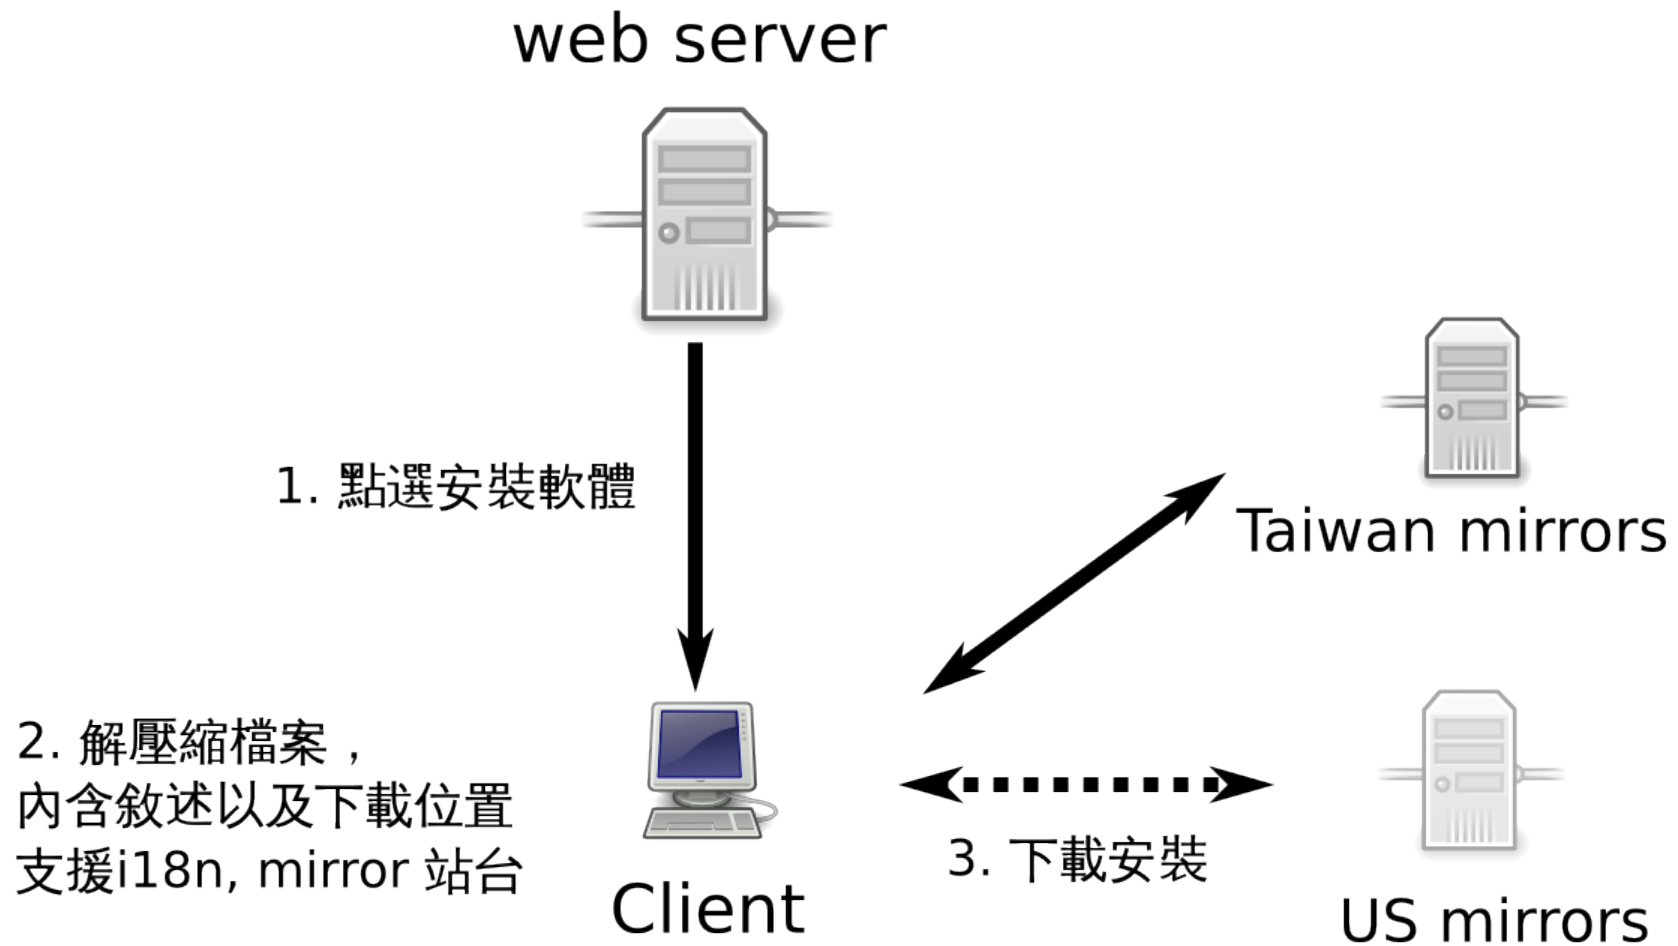 web server
1. 點選安裝軟體
Taiwan mirrors
2. 解壓縮檔案，
內含敘述以及下載位置
支援i18n, mirror 站台
3. 下載安裝
Client
US mirrors